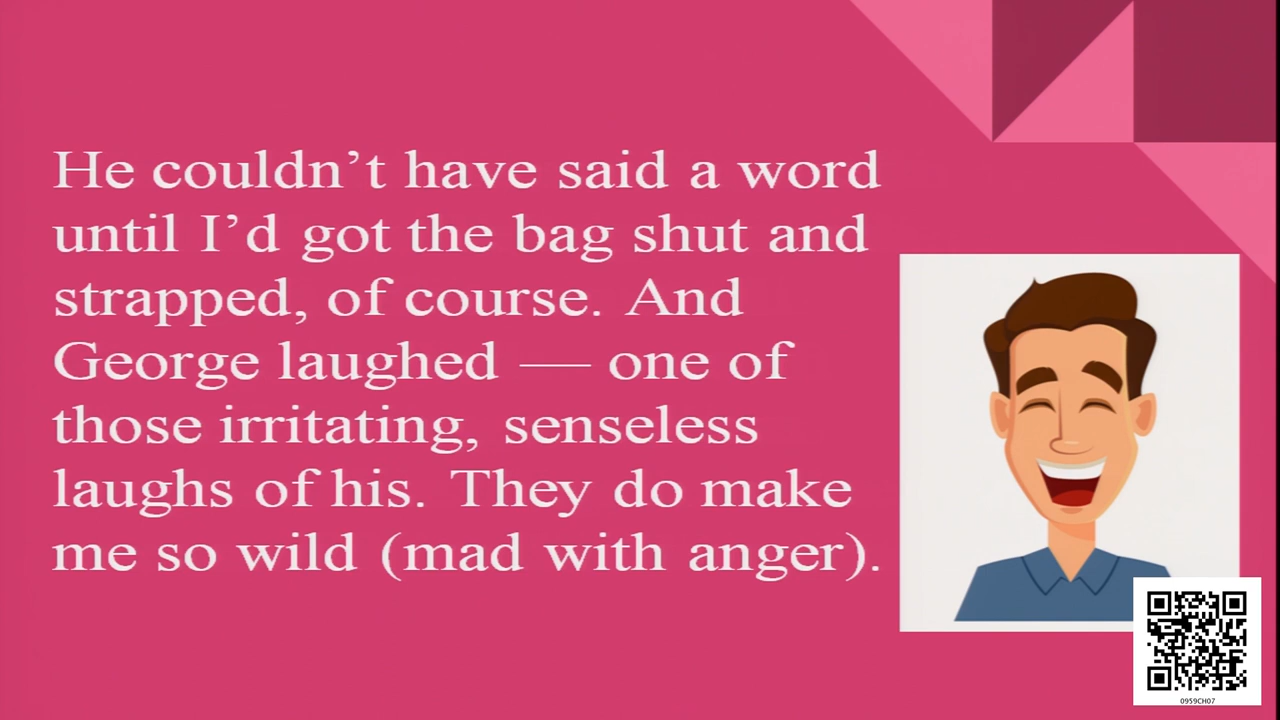 He couldn’t have said a word
until I’d got the bag shut and
strapped, of course. And
George laughed — one of
those irritating, senseless
laughs of his. They do make
me so wild (mad with anger).
0959CH07